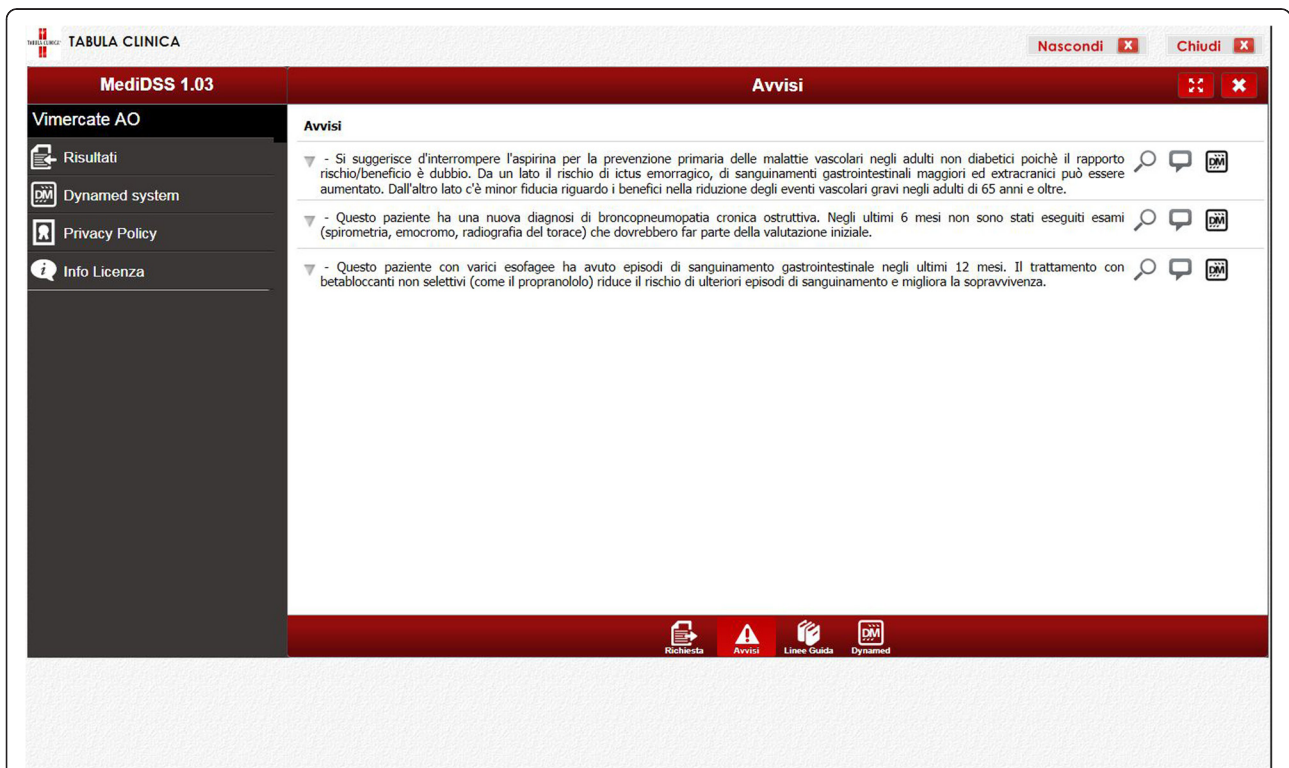 TABULA CLINICA
Nascondi
Chiudi
MediDSS 1.03
Avvisi
Vimercate AO
Risultati
Dynamed system
Privacy Policy
Info Licenza
Avvisi
- Si suggerisce d'interrompere l'aspirina per la prevenzione primaria delle malattie vascolari negli adulti non diabetici poichè il rapporto
rischio/beneficio è dubbio. Da un lato il rischio di ictus emorragico, di sanguinamenti gastrointestinali maggiori ed extracranici può essere
aumentato. Dall'altro lato c'è minor fiducia riguardo i benefici nella riduzione degli eventi vascolari gravi negli adulti di 65 anni e oltre.
DM
- Questo paziente ha una nuova diagnosi di broncopneumopatia cronica ostruttiva. Negli ultimi 6 mesi non sono stati eseguiti esami
(spirometria, emocromo, radiografia del torace) che dovrebbero far parte della valutazione iniziale.
DM
- Questo paziente con varici esofagee ha avuto episodi di sanguinamento gastrointestinale negli ultimi 12 mesi. Il trattamento con
betabloccanti non selettivi (come il propranololo) riduce il rischio di ulteriori episodi di sanguinamento e migliora la sopravvivenza.
DM
Richiesta
Avvisi
Linee Guida
DM
Dynamed